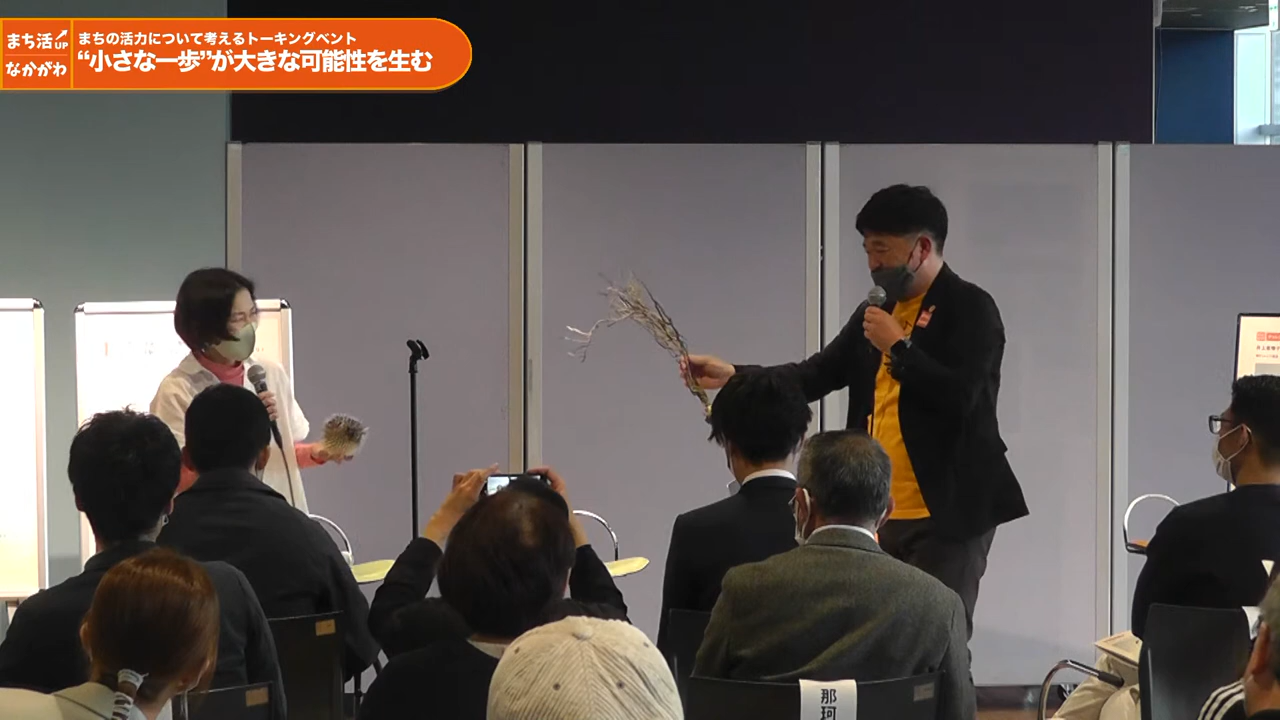 まち活UP
なかがわ
まちの活力について考えるトーキングベント
“小さな一歩”が大きな可能性を生む
那珂